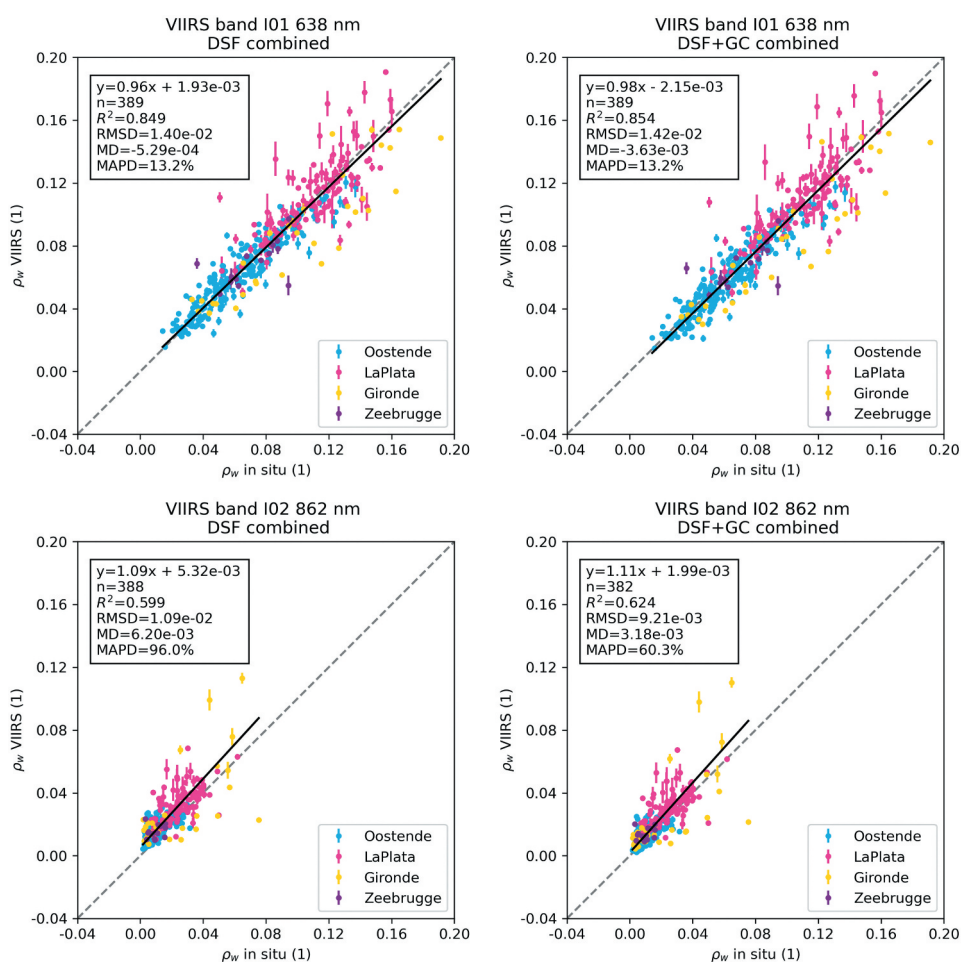 VIIRS band I01 638 nm
DSF combined
0.20
0.16
0.12
0.08
0.04
0.00
-0.04
ρw VIIRS (1)
y=0.96x + 1.93e-03
n=389
R²=0.849
RMSD=1.40e-02
MD=-5.29e-04
MAPD=13.2%
Oostende
LaPlata
Gironde
Zeebrugge
-0.04 0.00 0.04 0.08 0.12 0.16 0.20
ρw in situ (1)
VIIRS band I01 638 nm
DSF+GC combined
0.20
0.16
0.12
0.08
0.04
0.00
-0.04
ρw VIIRS (1)
y=0.98x - 2.15e-03
n=389
R²=0.854
RMSD=1.42e-02
MD=-3.63e-03
MAPD=13.2%
Oostende
LaPlata
Gironde
Zeebrugge
-0.04 0.00 0.04 0.08 0.12 0.16 0.20
ρw in situ (1)
VIIRS band I02 862 nm
DSF combined
0.20
0.16
0.12
0.08
0.04
0.00
-0.04
ρw VIIRS (1)
y=1.09x + 5.32e-03
n=388
R²=0.599
RMSD=1.09e-02
MD=6.20e-03
MAPD=96.0%
Oostende
LaPlata
Gironde
Zeebrugge
-0.04 0.00 0.04 0.08 0.12 0.16 0.20
ρw in situ (1)
VIIRS band I02 862 nm
DSF+GC combined
0.20
0.16
0.12
0.08
0.04
0.00
-0.04
ρw VIIRS (1)
y=1.11x + 1.99e-03
n=382
R²=0.624
RMSD=9.21e-03
MD=3.18e-03
MAPD=60.3%
Oostende
LaPlata
Gironde
Zeebrugge
-0.04 0.00 0.04 0.08 0.12 0.16 0.20
ρw in situ (1)